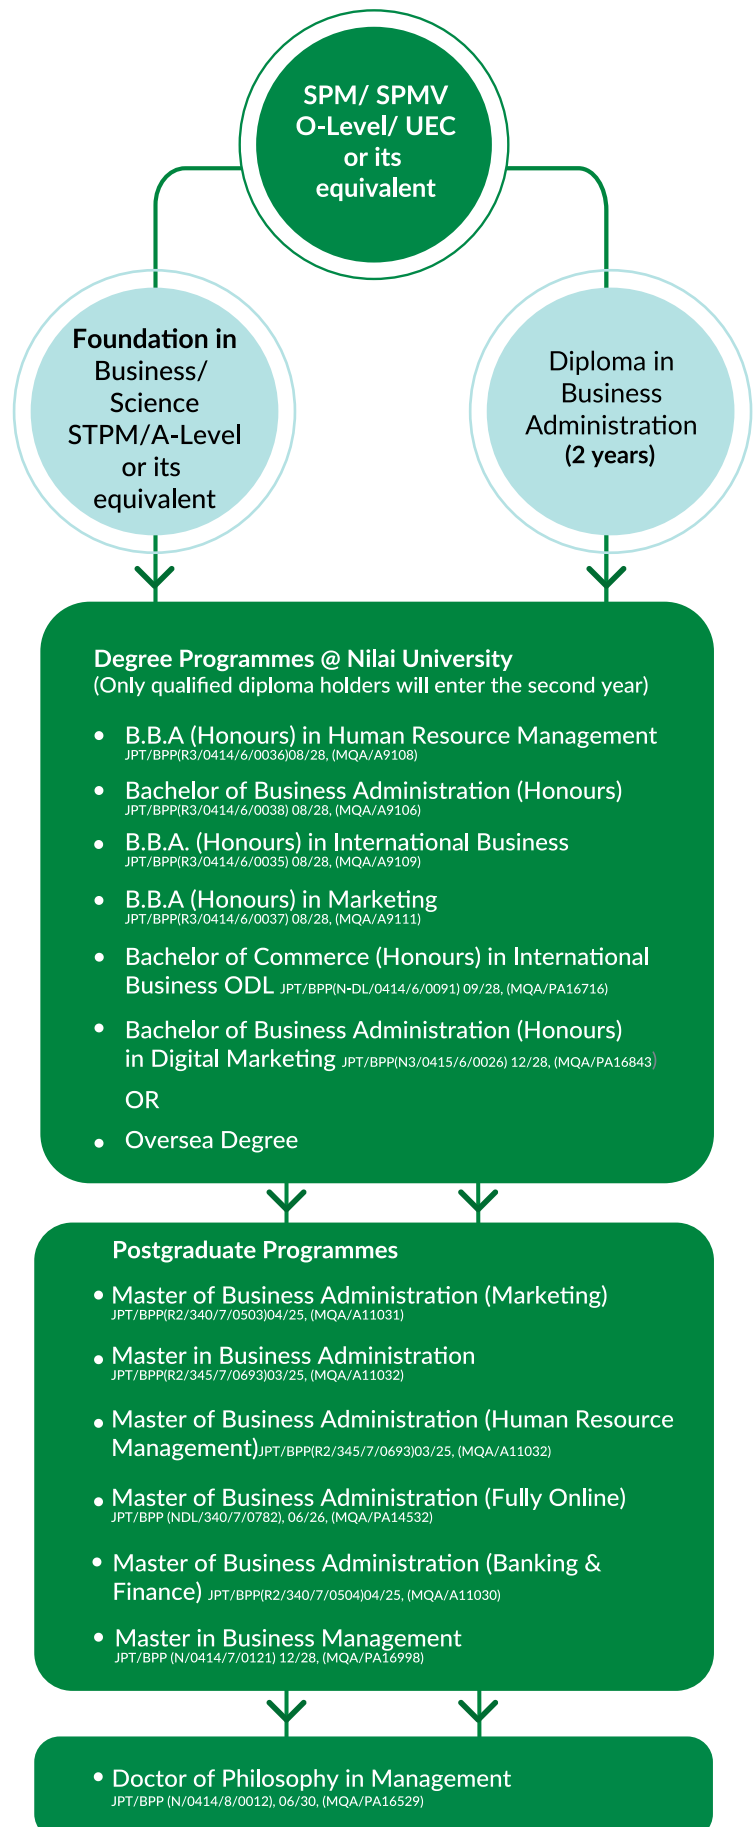 SPM/ SPMV
O-Level/ UEC
or its
equivalent
Foundation in
Business/
Science
STPM/A-Level
or its
equivalent
Diploma in
Business
Administration
(2 years)
Degree Programmes @ Nilai University
(Only qualified diploma holders will enter the second year)
• B.B.A (Honours) in Human Resource Management
JPT/BPP(R3/0414/6/0036)08/28, (MQA/A9108)
• Bachelor of Business Administration (Honours)
JPT/BPP(R3/0414/6/0038) 08/28, (MQA/A9106)
• B.B.A. (Honours) in International Business
JPT/BPP(R3/0414/6/0035) 08/28, (MQA/A9109)
• B.B.A (Honours) in Marketing
JPT/BPP(R3/0414/6/0037) 08/28, (MQA/A9111)
• Bachelor of Commerce (Honours) in International
Business ODL JPT/BPP(N-DL/0414/6/0091) 09/28, (MQA/PA16716)
• Bachelor of Business Administration (Honours)
in Digital Marketing JPT/BPP(N3/0415/6/0026) 12/28, (MQA/PA16843)
OR
• Oversea Degree
Postgraduate Programmes
• Master of Business Administration (Marketing)
JPT/BPP(R2/340/7/0503)04/25, (MQA/A11031)
• Master in Business Administration
JPT/BPP(R2/345/7/0693)03/25, (MQA/A11032)
• Master of Business Administration (Human Resource
Management)JPT/BPP(R2/345/7/0693)03/25, (MQA/A11032)
• Master of Business Administration (Fully Online)
JPT/BPP (NDL/340/7/0782), 06/26, (MQA/PA14532)
• Master of Business Administration (Banking &
Finance) JPT/BPP(R2/340/7/0504)04/25, (MQA/A11030)
• Master in Business Management
JPT/BPP (N/0414/7/0121) 12/28, (MQA/PA16998)
• Doctor of Philosophy in Management
JPT/BPP (N/0414/8/0012), 06/30, (MQA/PA16529)